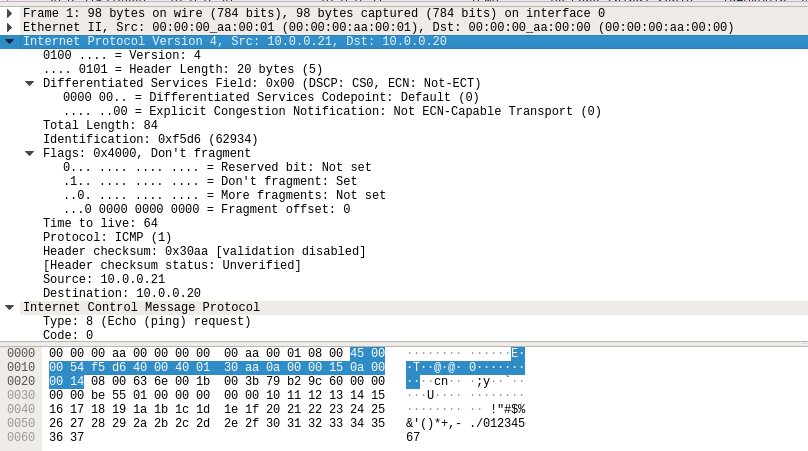 Frame 1: 98 bytes on wire (784 bits), 98 bytes captured (784 bits) on interface 0
Ethernet II, Src: 00:00:00_aa:00:01 (00:00:00:aa:00:01), Dst: 00:00:00_aa:00:00 (00:00:00:aa:00:00)
Internet Protocol Version 4, Src: 10.0.0.21, Dst: 10.0.0.20
0100 .... = Version: 4
.... 0101 = Header Length: 20 bytes (5)
Differentiated Services Field: 0x00 (DSCP: CS0, ECN: Not-ECT)
0000 00.. = Differentiated Services Codepoint: Default (0)
.... ..00 = Explicit Congestion Notification: Not ECN-Capable Transport (0)
Total Length: 84
Identification: 0xf5d6 (62934)
Flags: 0x4000, Don't fragment
0... .... .... .... = Reserved bit: Not set
.1.. .... .... .... = Don't fragment: Set
..0. .... .... .... = More fragments: Not set
...0 0000 0000 0000 = Fragment offset: 0
Time to live: 64
Protocol: ICMP (1)
Header checksum: 0x30aa [validation disabled]
[Header checksum status: Unverified]
Source: 10.0.0.21
Destination: 10.0.0.20
Internet Control Message Protocol
Type: 8 (Echo (ping) request)
Code: 0
0000 00 00 00 aa 00 00 00 00 00 aa 00 01 08 00 45 00 ········ ······E·
0010 00 54 f5 d6 40 00 40 01 30 aa 0a 00 00 15 0a 00 ·T··@·@· 0·······
0020 00 14 08 00 63 6e 00 1b 00 3b 79 b2 9c 60 00 00 ····cn·· ·;y··`··
0030 00 00 be 55 01 00 00 00 00 00 10 11 12 13 14 15 ···U···· ········
0040 16 17 18 19 1a 1b 1c 1d 1e 1f 20 21 22 23 24 25 ········ ·· !"#$%
0050 26 27 28 29 2a 2b 2c 2d 2e 2f 30 31 32 33 34 35 &'()*+,- ./012345
0060 36 37 67